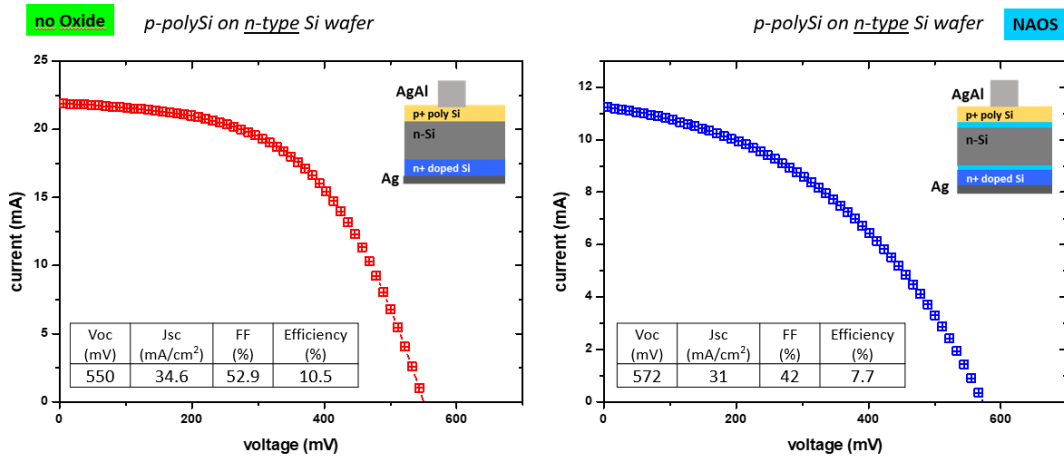 no Oxide
p-polySi on n-type Si wafer
25
20
15
10
5
0
current (mA)
0
200
400
600
voltage (mV)
AgAl
p+ poly Si
n-Si
n+ doped Si
Ag
Voc Jsc FF Efficiency
(mV) (mA/cm²) (%) (%)
550 34.6 52.9 10.5
p-polySi on n-type Si wafer
NAOS
12
10
8
6
4
2
0
current (mA)
0
200
400
600
voltage (mV)
AgAl
p+ poly Si
n-Si
n+ doped Si
Ag
Voc Jsc FF Efficiency
(mV) (mA/cm²) (%) (%)
572 31 42 7.7